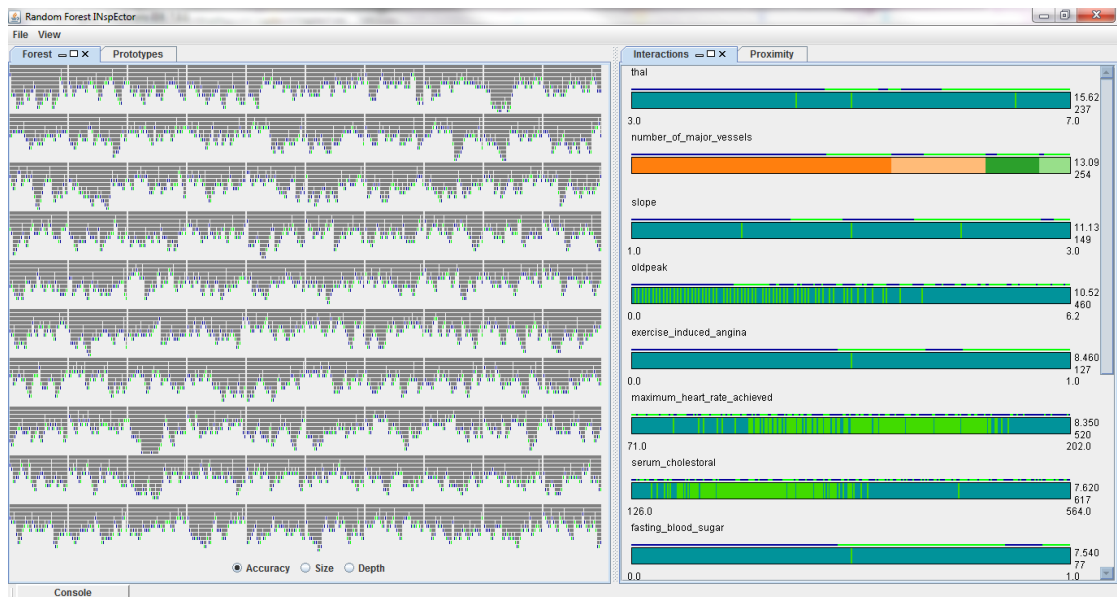 Random Forest INspEctor
File View
Forest
Prototypes
Interactions
Proximity
thal
15.62
237
3.0
7.0
number_of_major_vessels
13.09
254
slope
11.13
149
1.0
3.0
oldpeak
10.52
460
0.0
6.2
exercise_induced_angina
8.460
127
0.0
1.0
maximum_heart_rate_achieved
8.350
520
71.0
202.0
serum_cholestoral
7.620
617
126.0
564.0
fasting_blood_sugar
7.540
77
0.0
1.0
Accuracy Size Depth
Console